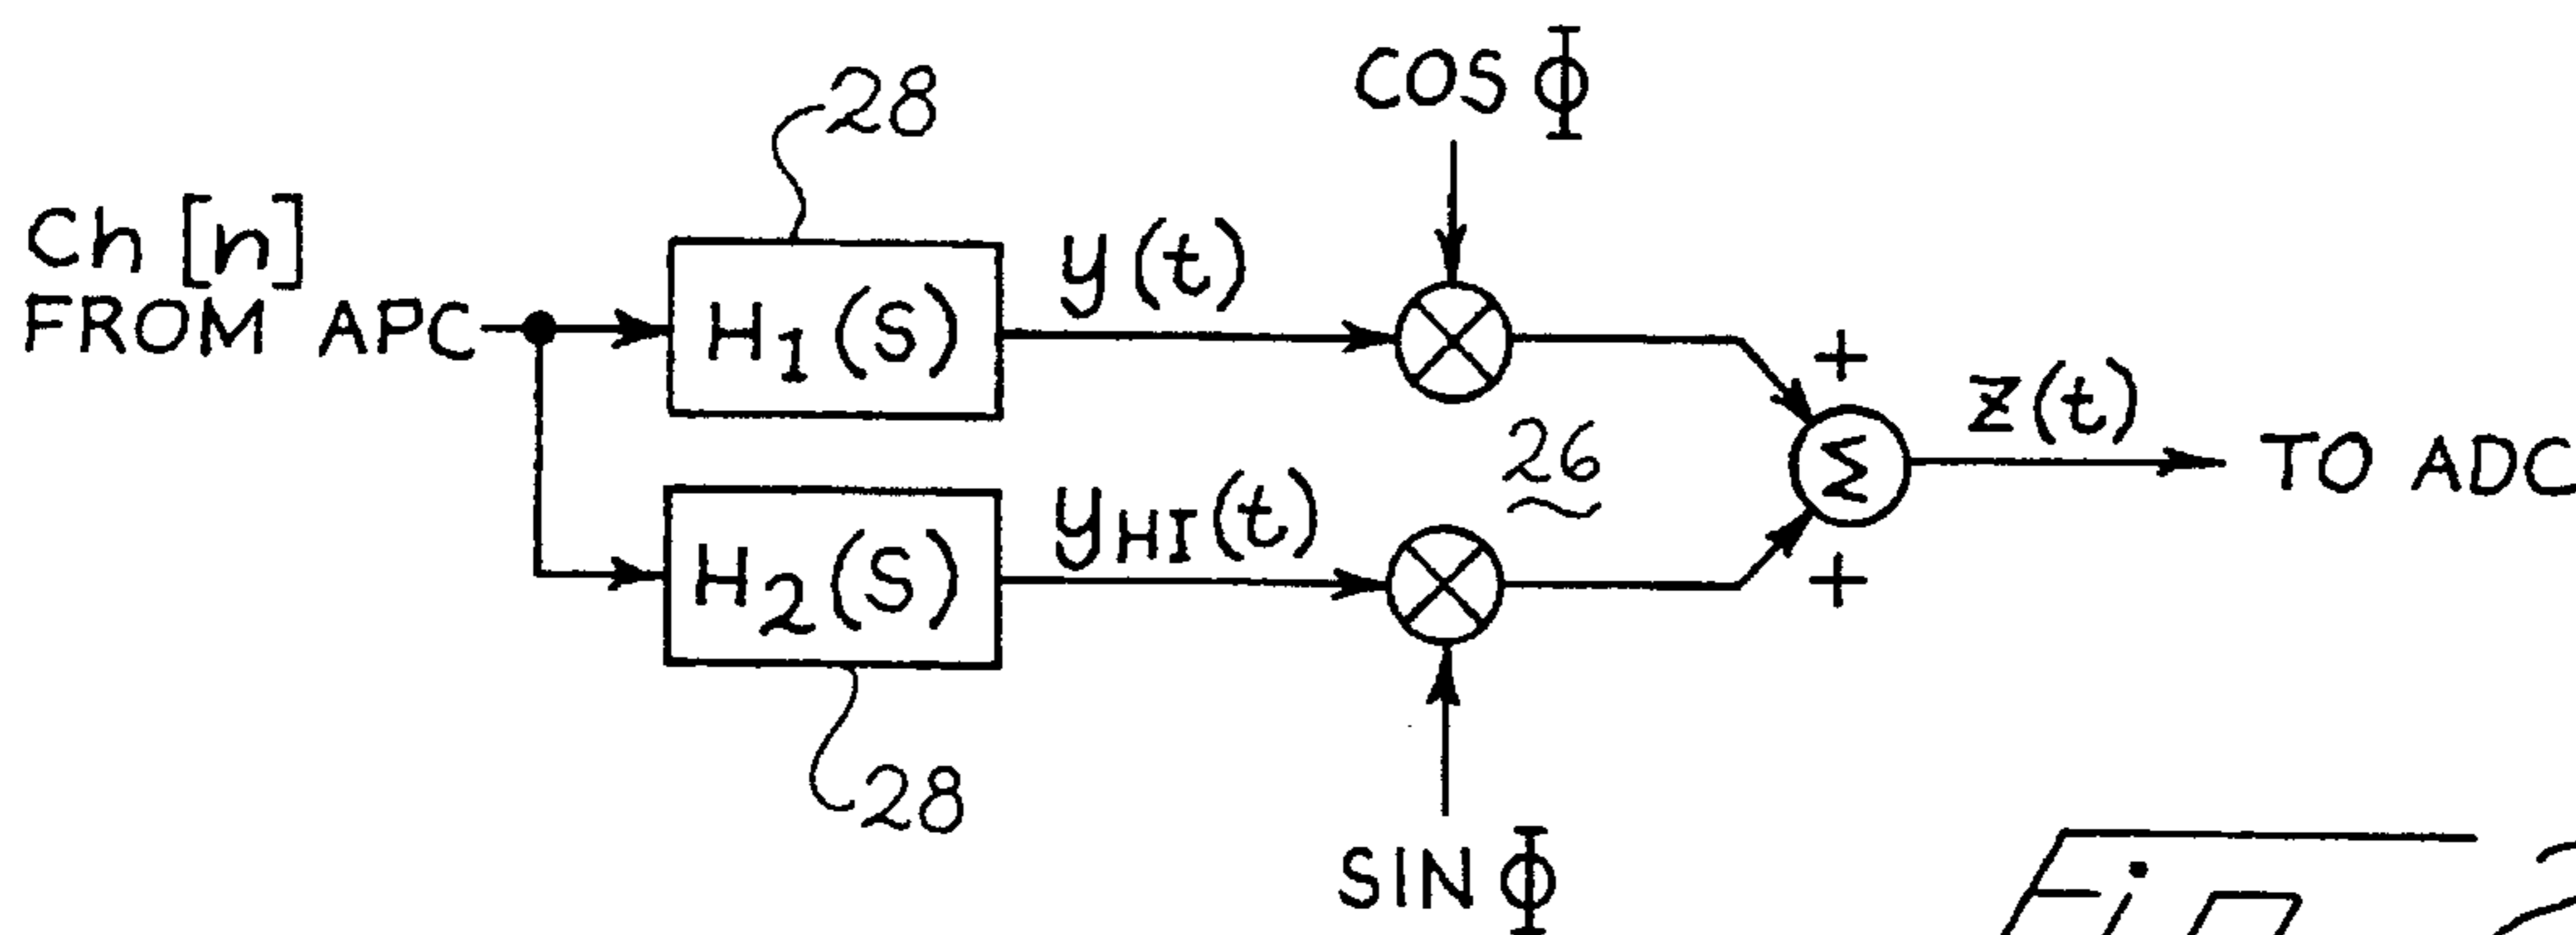 COS Φ
28
Ch [n]
FROM APC
H1(S)
y(t)
+
26
Σ
z(t)
TO ADC
H2(S)
yHI(t)
+
28
SIN Φ